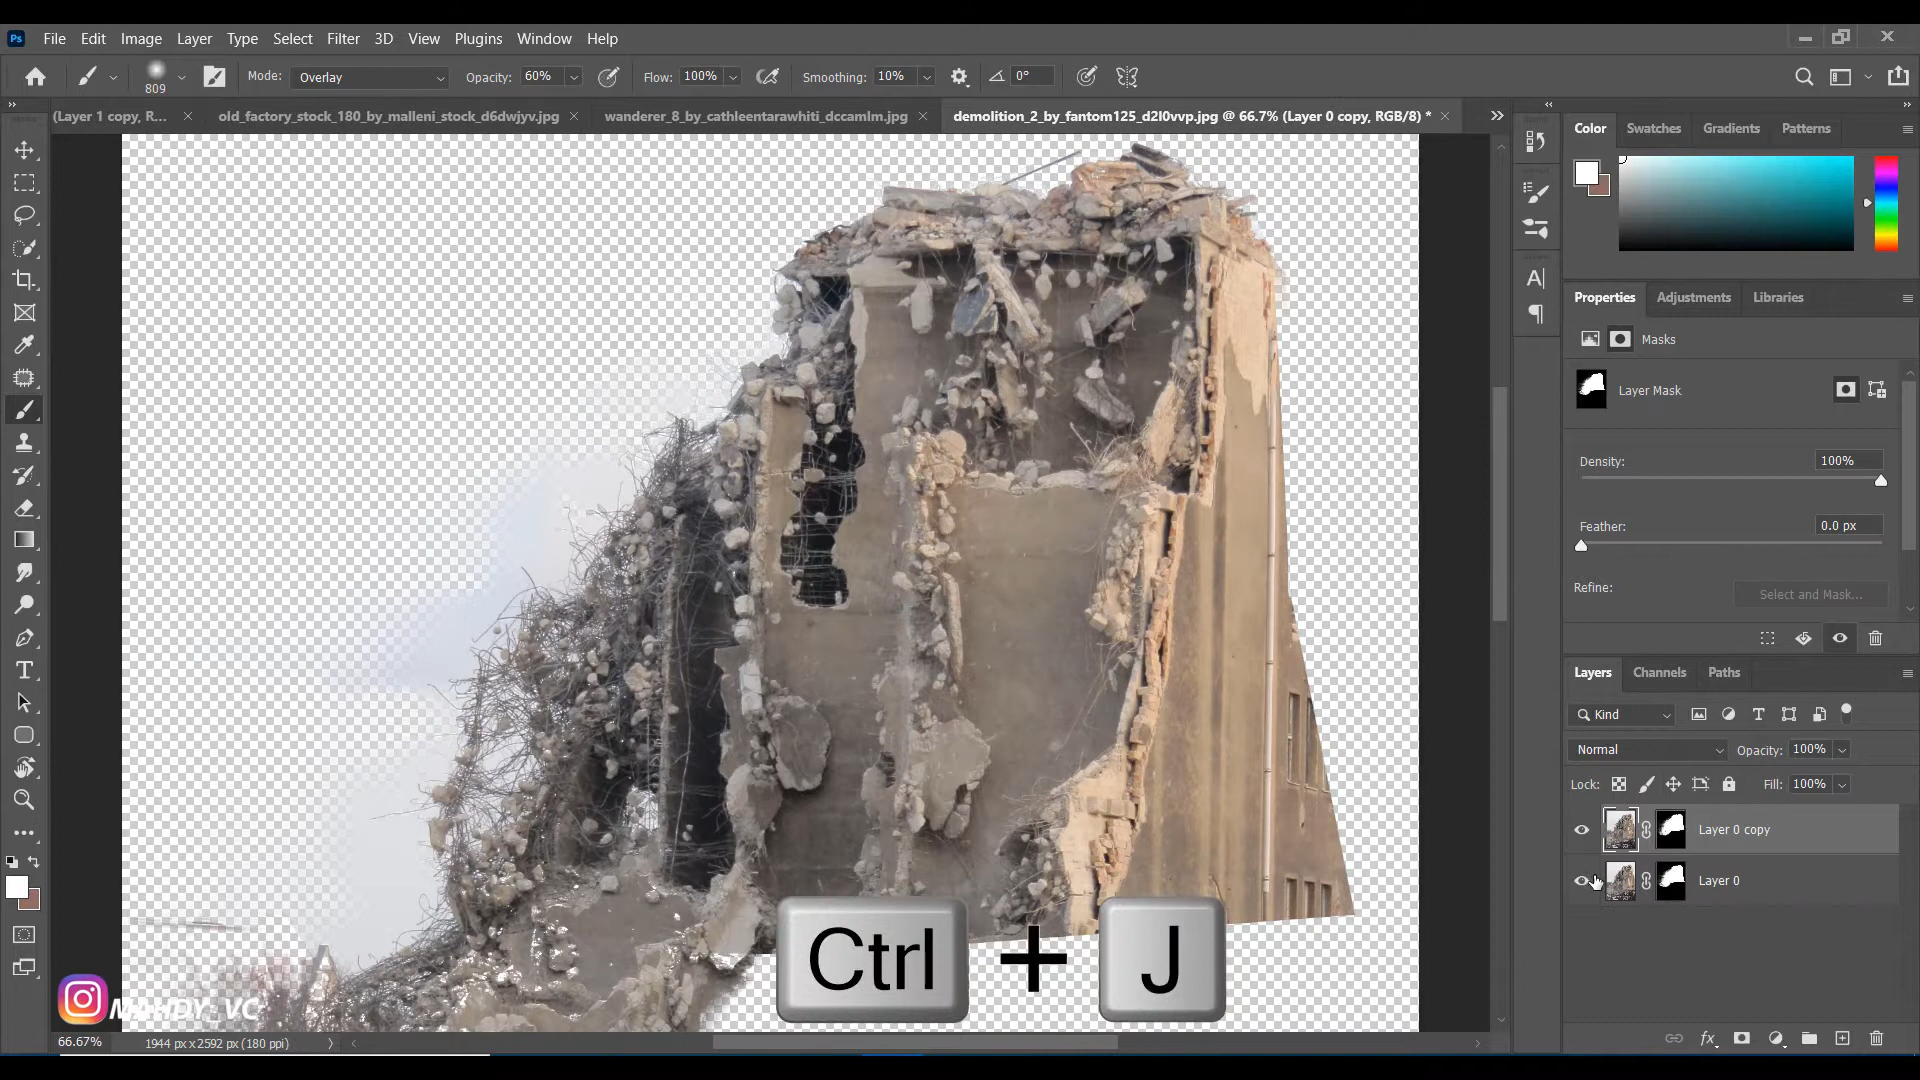 Ps File Edit Image Layer Type Select Filter 3D View Plugins Window Help
809 Mode: Overlay Opacity: 60% Flow: 100% Smoothing: 10% 0°
(Layer 1 copy, R... old_factory_stock_180_by_malleni_stock_d6dwjyv.jpg wanderer_8_by_cathleentarawhiti_dccamlm.jpg demolition_2_by_fantom125_d2l0vvp.jpg @ 66.7% (Layer 0 copy, RGB/8) *
Color Swatches Gradients Patterns
Properties Adjustments Libraries
Masks
Layer Mask
Density: 100%
Feather: 0.0 px
Refine: Select and Mask...
Layers Channels Paths
Kind
Normal Opacity: 100%
Lock: Fill: 100%
Layer 0 copy
Layer 0
Ctrl + J
MAHDY_VC
66.67% 1944 px x 2592 px (180 ppi)